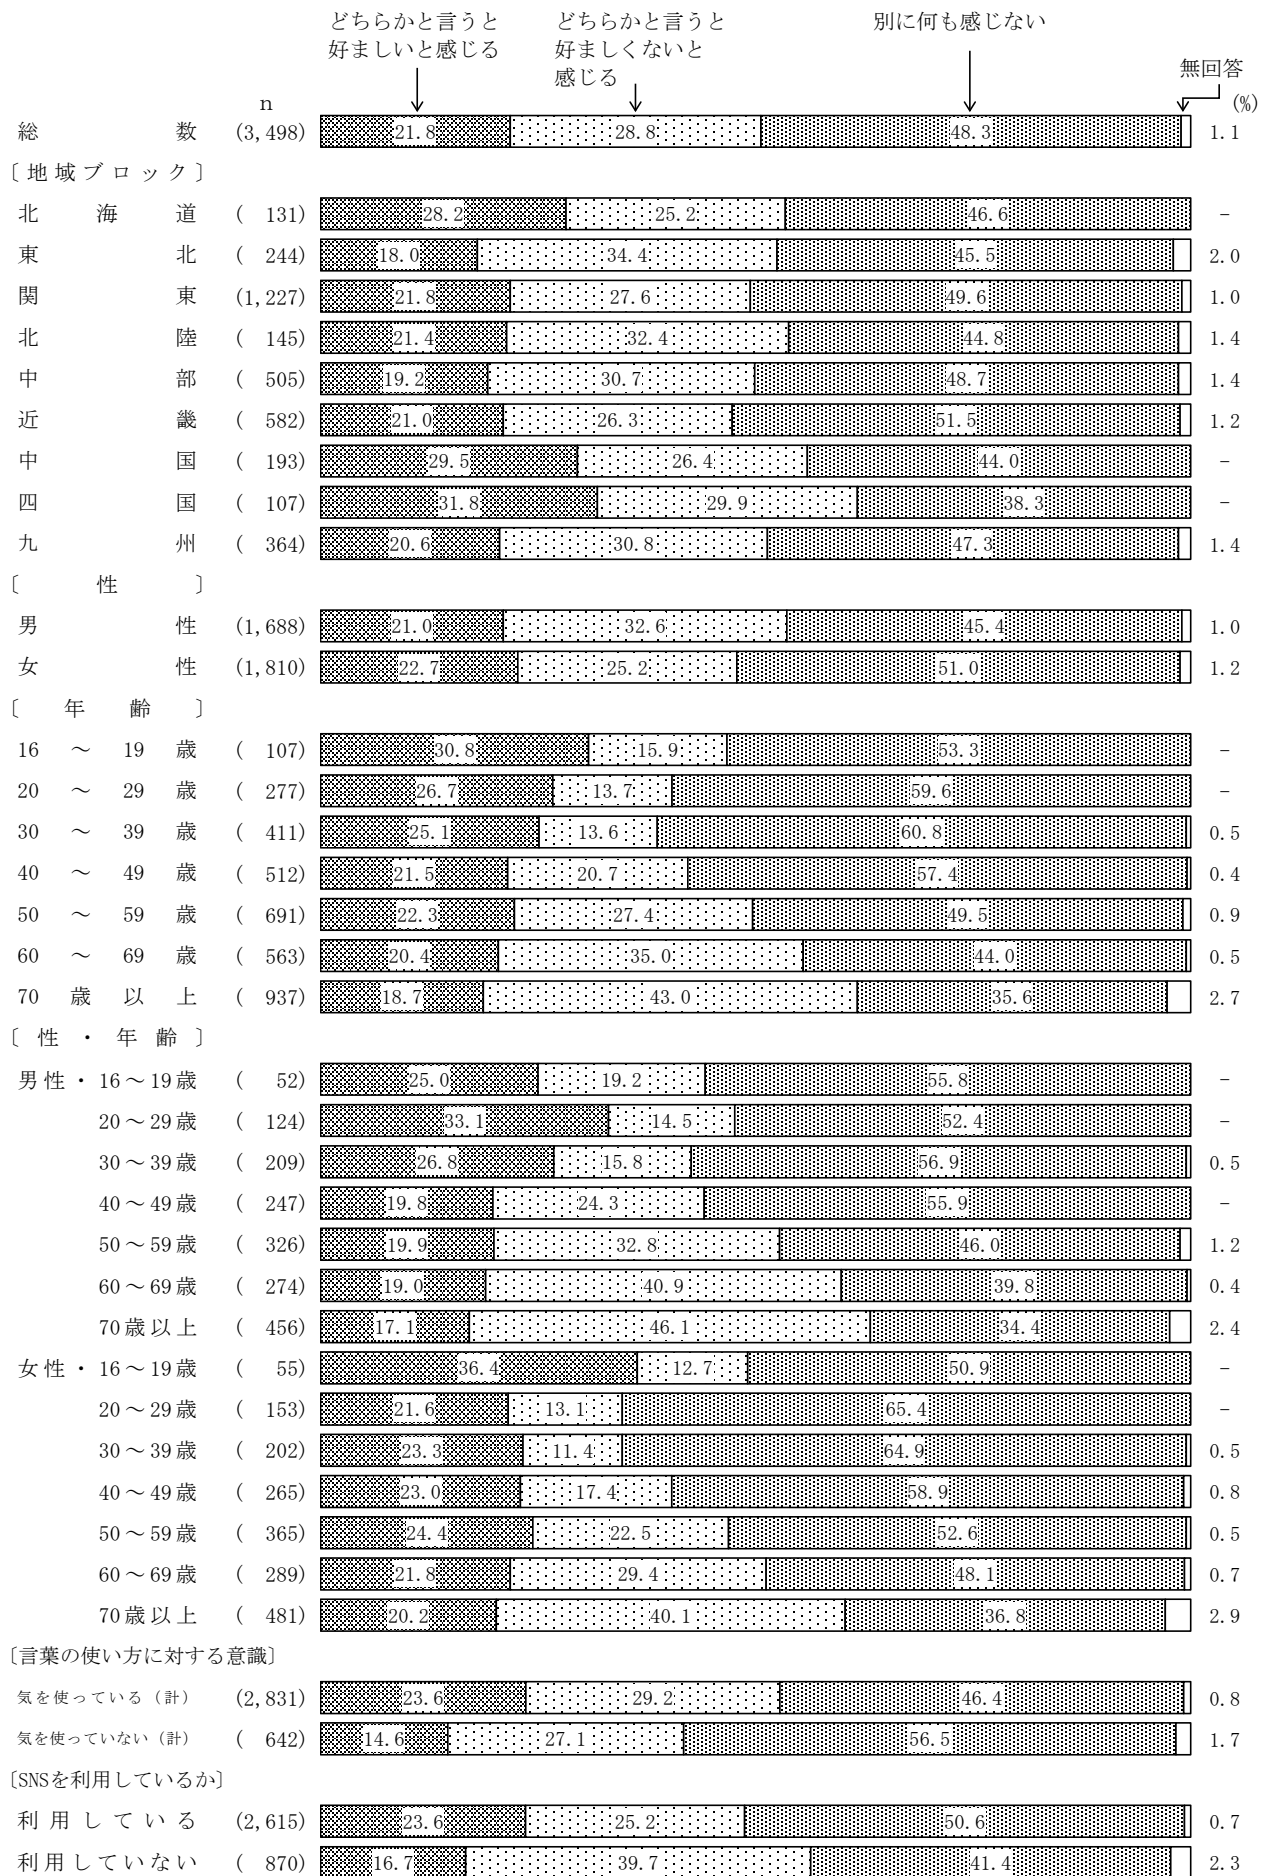 どちらかと言うと
好ましいと感じる
どちらかと言うと
好ましくないと
感じる
別に何も感じない
無回答
n
(%)
総数 (3,498) 21.8 28.8 48.3 1.1
〔地域ブロック〕
北海道 ( 131) 28.2 25.2 46.6 –
東北 ( 244) 18.0 34.4 45.5 2.0
関東 (1,227) 21.8 27.6 49.6 1.0
北陸 ( 145) 21.4 32.4 44.8 1.4
中部 ( 505) 19.2 30.7 48.7 1.4
近畿 ( 582) 21.0 26.3 51.5 1.2
中国 ( 193) 29.5 26.4 44.0 –
四国 ( 107) 31.8 29.9 38.3 –
九州 ( 364) 20.6 30.8 47.3 1.4
〔性〕
男性 (1,688) 21.0 32.6 45.4 1.0
女性 (1,810) 22.7 25.2 51.0 1.2
〔年齢〕
16～19歳 ( 107) 30.8 15.9 53.3 –
20～29歳 ( 277) 26.7 13.7 59.6 –
30～39歳 ( 411) 25.1 13.6 60.8 0.5
40～49歳 ( 512) 21.5 20.7 57.4 0.4
50～59歳 ( 691) 22.3 27.4 49.5 0.9
60～69歳 ( 563) 20.4 35.0 44.0 0.5
70歳以上 ( 937) 18.7 43.0 35.6 2.7
〔性・年齢〕
男性・16～19歳 ( 52) 25.0 19.2 55.8 –
20～29歳 ( 124) 33.1 14.5 52.4 –
30～39歳 ( 209) 26.8 15.8 56.9 0.5
40～49歳 ( 247) 19.8 24.3 55.9 –
50～59歳 ( 326) 19.9 32.8 46.0 1.2
60～69歳 ( 274) 19.0 40.9 39.8 0.4
70歳以上 ( 456) 17.1 46.1 34.4 2.4
女性・16～19歳 ( 55) 36.4 12.7 50.9 –
20～29歳 ( 153) 21.6 13.1 65.4 –
30～39歳 ( 202) 23.3 11.4 64.9 0.5
40～49歳 ( 265) 23.0 17.4 58.9 0.8
50～59歳 ( 365) 24.4 22.5 52.6 0.5
60～69歳 ( 289) 21.8 29.4 48.1 0.7
70歳以上 ( 481) 20.2 40.1 36.8 2.9
〔言葉の使い方に対する意識〕
気を使っている（計） (2,831) 23.6 29.2 46.4 0.8
気を使っていない（計） ( 642) 14.6 27.1 56.5 1.7
〔SNSを利用しているか〕
利用している (2,615) 23.6 25.2 50.6 0.7
利用していない ( 870) 16.7 39.7 41.4 2.3